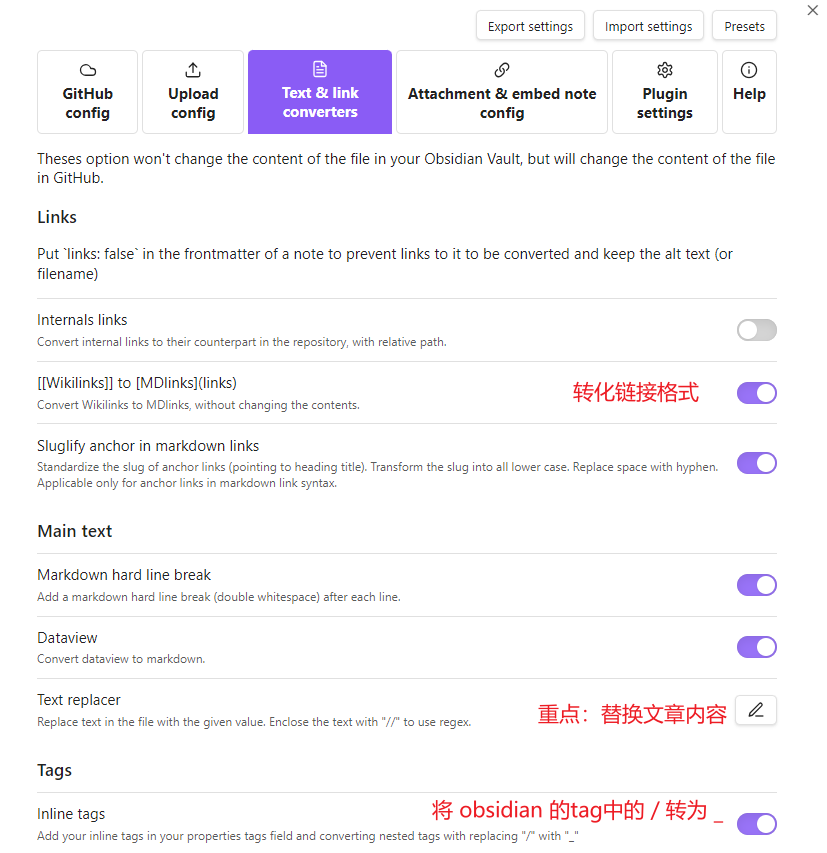 Export settings
Import settings
Presets
GitHub
config
Upload
config
Text & link
converters
Attachment & embed note
config
Plugin
settings
Help
Theses option won't change the content of the file in your Obsidian Vault, but will change the content of the file
in GitHub.
Links
Put `links: false` in the frontmatter of a note to prevent links to it to be converted and keep the alt text (or
filename)
Internals links
Convert internal links to their counterpart in the repository, with relative path.
[[Wikilinks]] to [MDlinks](links)
Convert Wikilinks to MDlinks, without changing the contents.
转化链接格式
Sluglify anchor in markdown links
Standardize the slug of anchor links (pointing to heading title). Transform the slug into all lower case. Replace space with hyphen.
Applicable only for anchor links in markdown link syntax.
Main text
Markdown hard line break
Add a markdown hard line break (double whitespace) after each line.
Dataview
Convert dataview to markdown.
Text replacer
Replace text in the file with the given value. Enclose the text with "//" to use regex.
重点：替换文章内容
Tags
Inline tags
将 obsidian 的tag中的 / 转为 _
Add your inline tags in your properties tags field and converting nested tags with replacing "/" with "_"